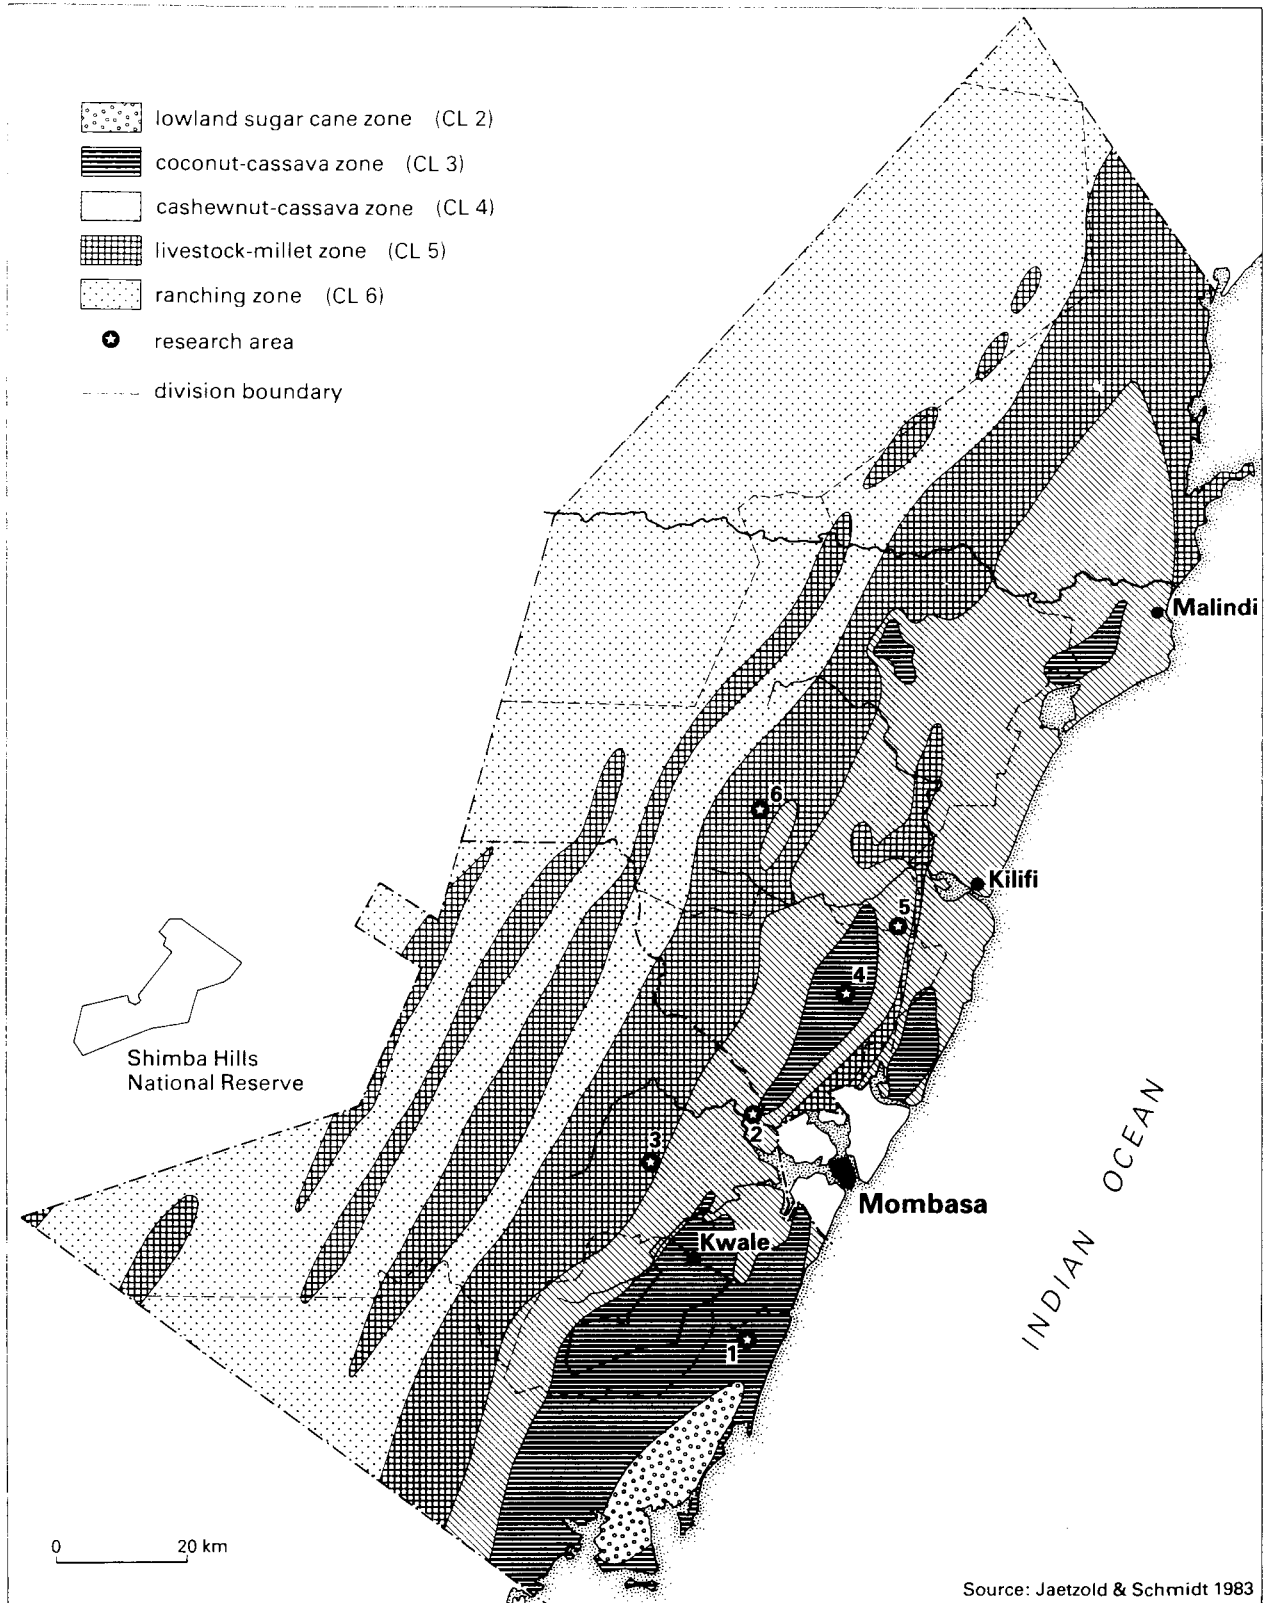 lowland sugar cane zone (CL 2)
coconut-cassava zone (CL 3)
cashewnut-cassava zone (CL 4)
livestock-millet zone (CL 5)
ranching zone (CL 6)
research area
division boundary
Malindi
6
Kilifi
5
4
Shimba Hills
National Reserve
2
3
Mombasa
Kwale
INDIAN OCEAN
1
0 20 km
Source: Jaetzold & Schmidt 1983